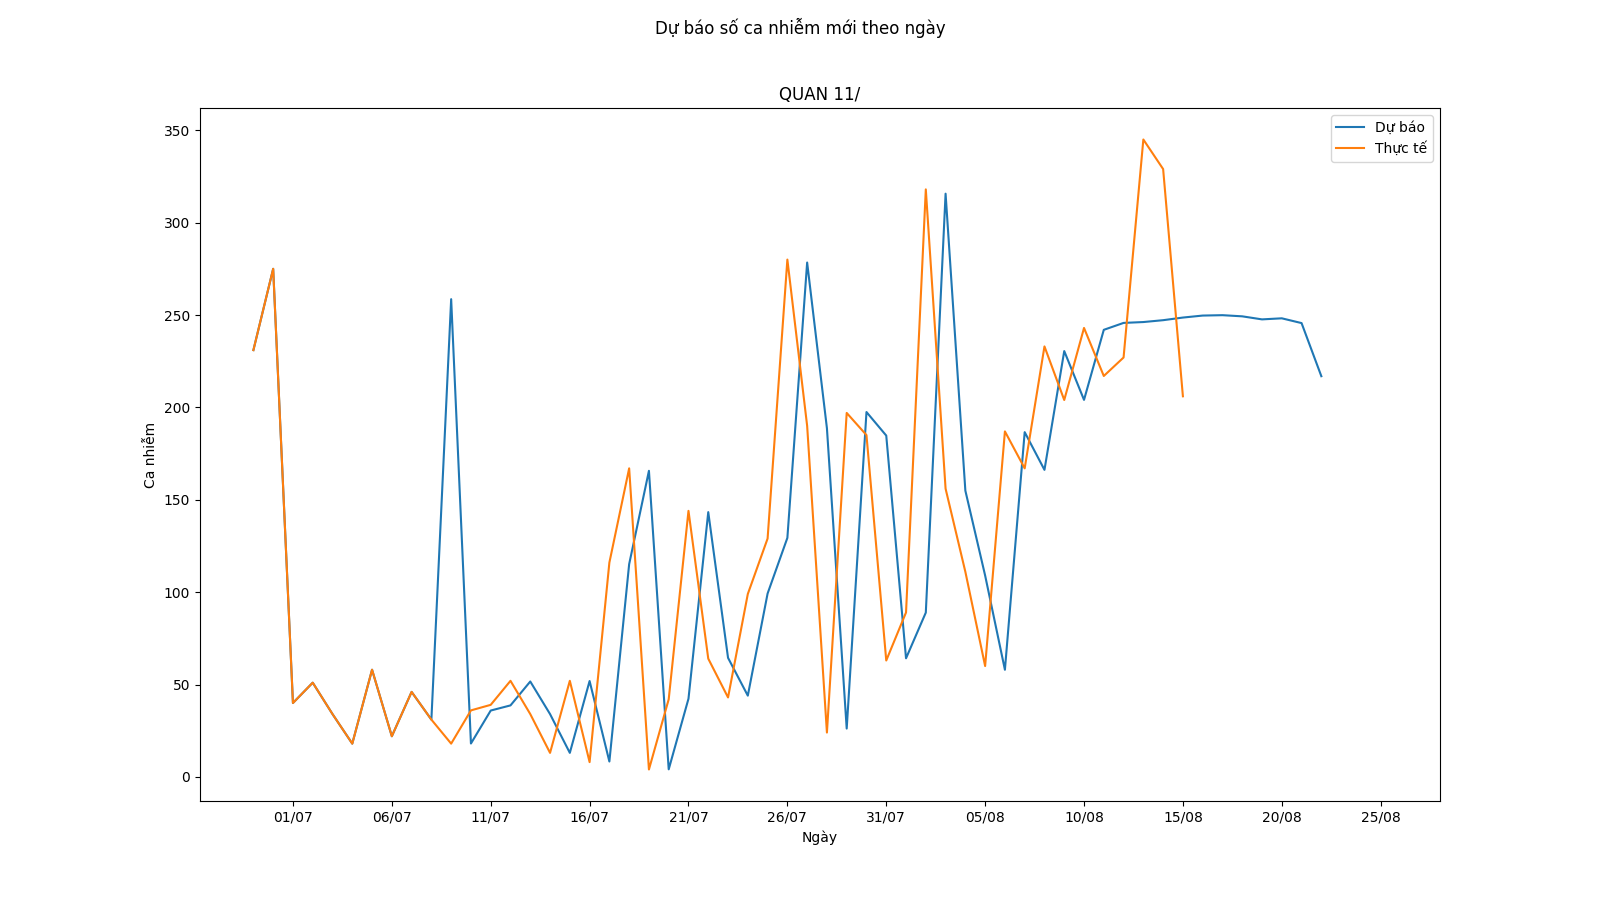 Dự báo số ca nhiễm mới theo ngày
QUAN 11/
Dự báo
Thực tế
350
300
250
200
150
100
50
0
Ca nhiễm
01/07 06/07 11/07 16/07 21/07 26/07 31/07 05/08 10/08 15/08 20/08 25/08
Ngày